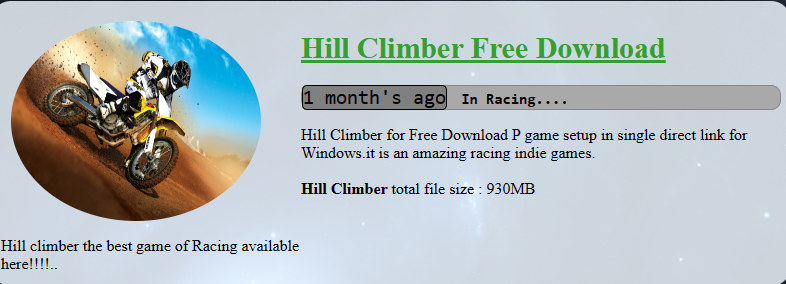 Hill Climber Free Download
1 month's ago In Racing....
Hill Climber for Free Download P game setup in single direct link for
Windows.it is an amazing racing indie games.
Hill Climber total file size : 930MB
Hill climber the best game of Racing available
here!!!!..